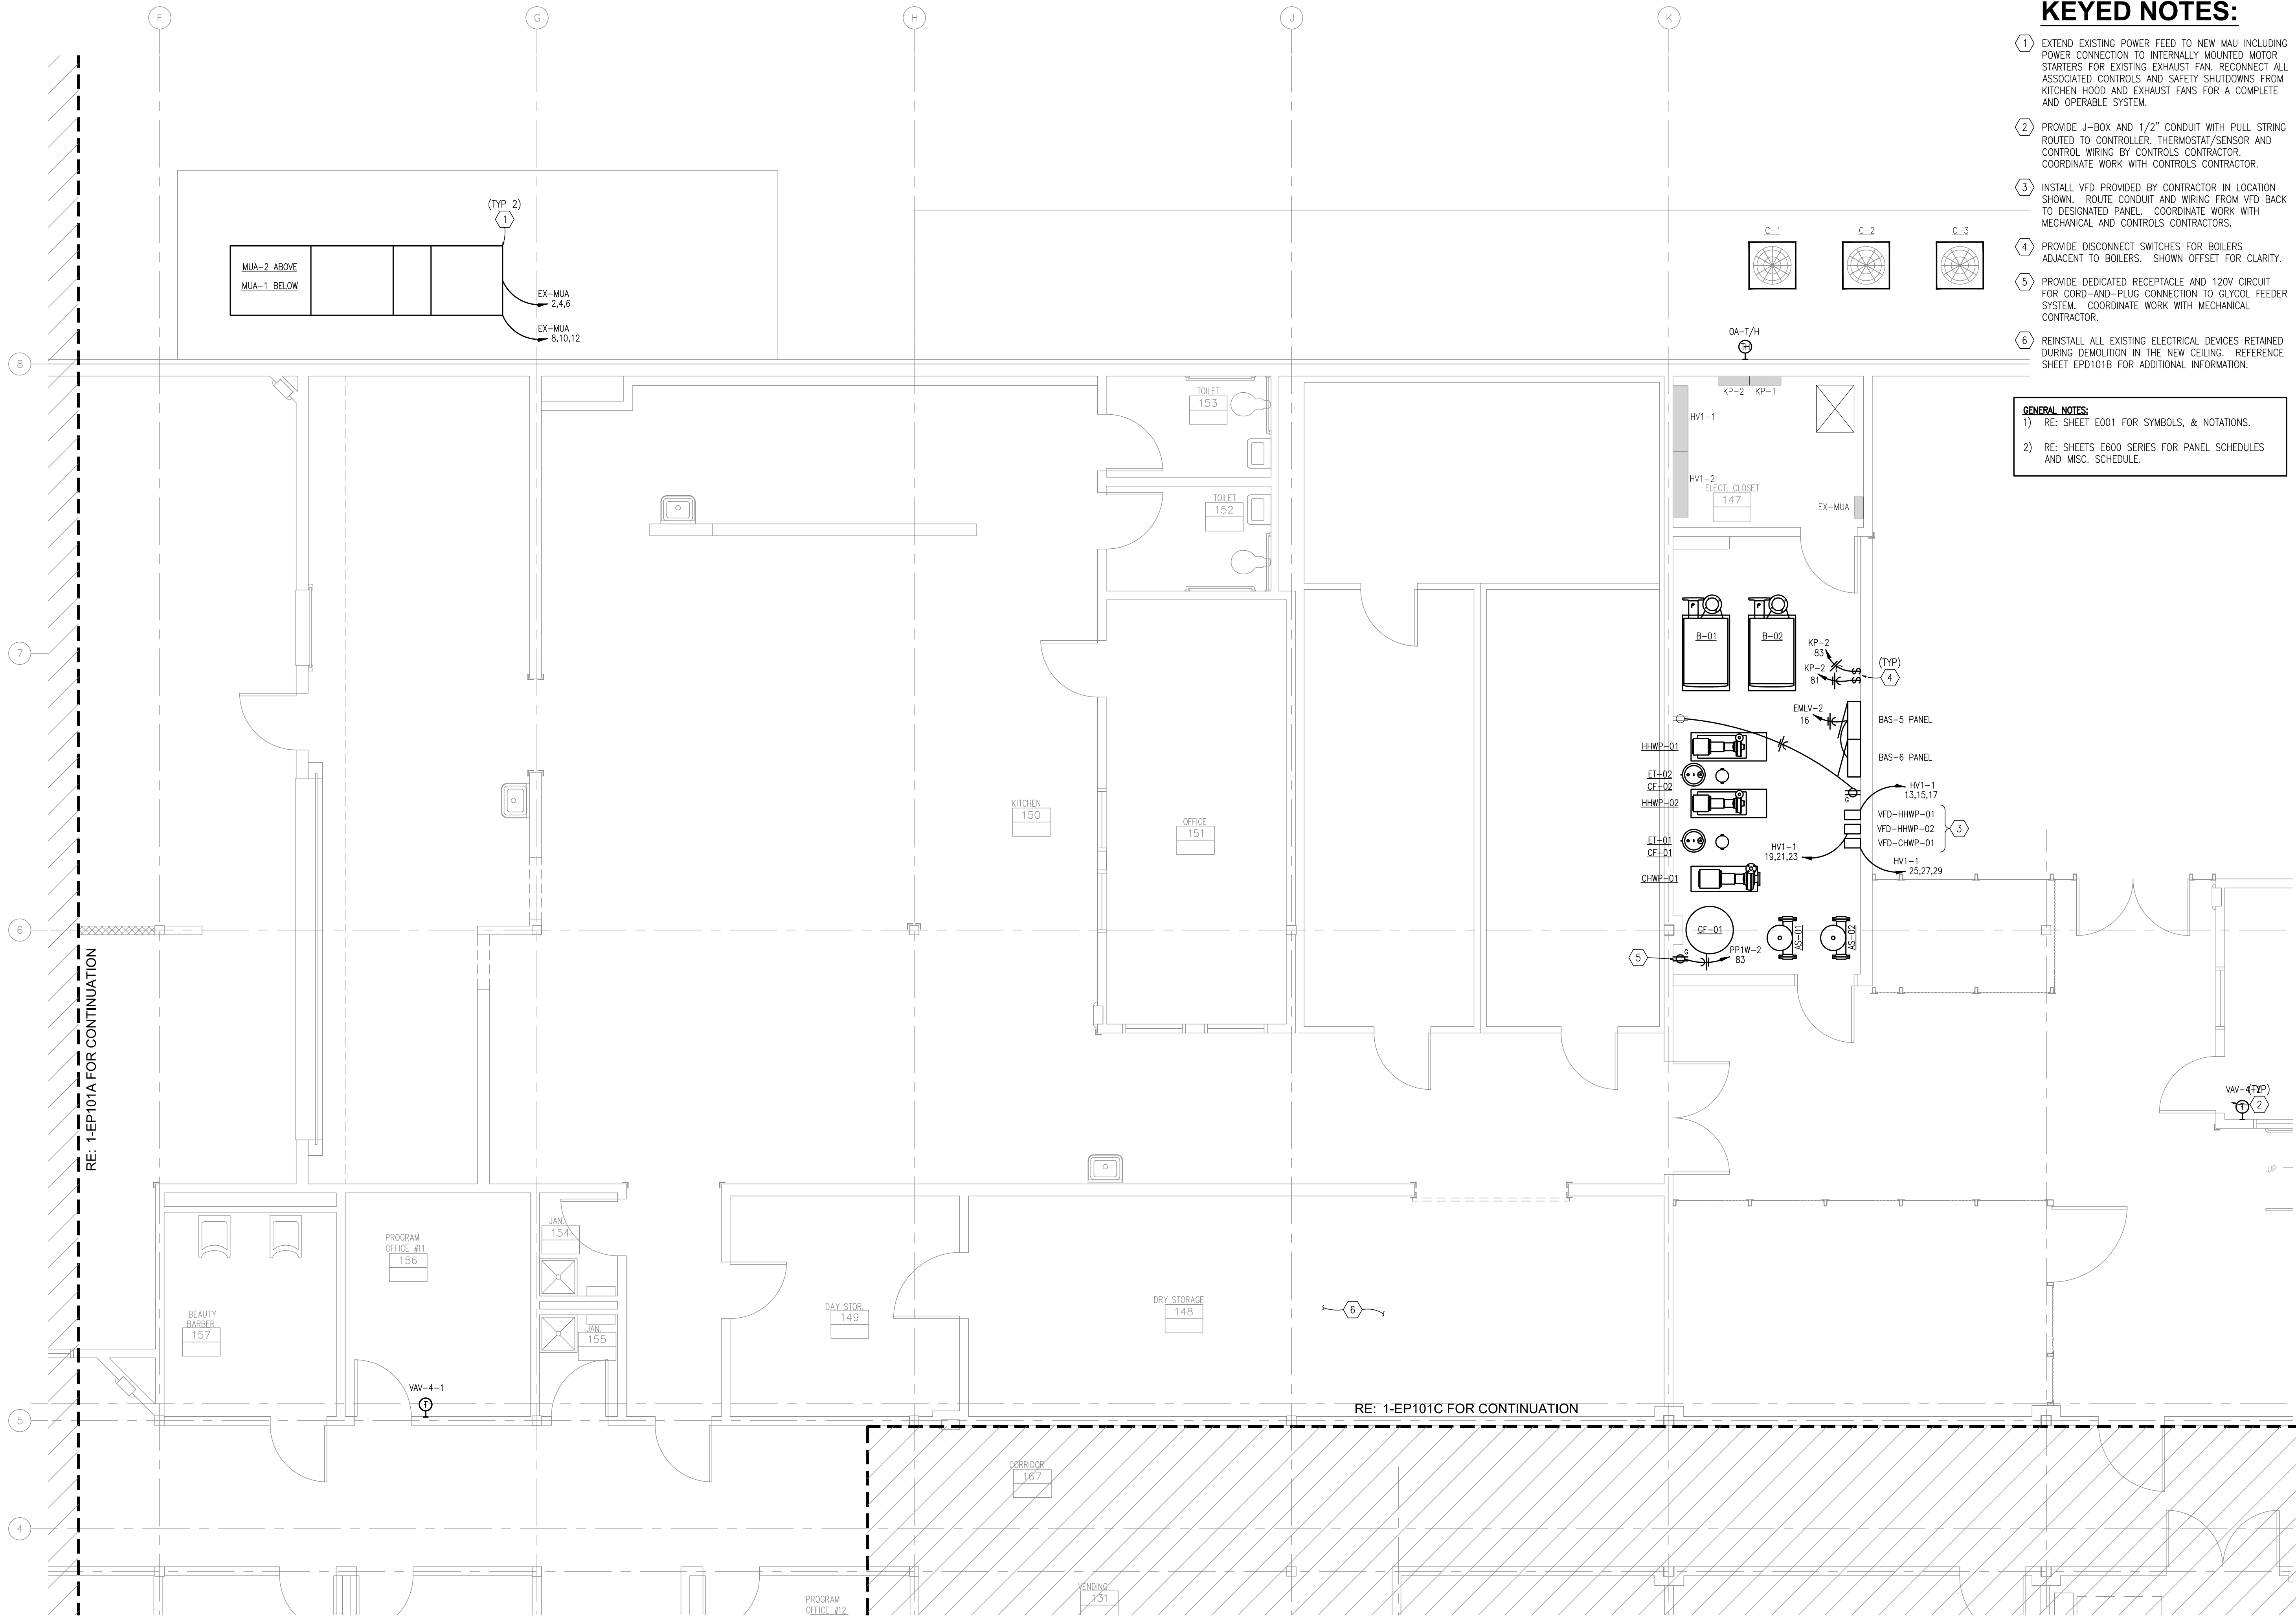 F
G
H
J
K
KEYED NOTES:
1
EXTEND EXISTING POWER FEED TO NEW MAU INCLUDING
POWER CONNECTION TO INTERNALLY MOUNTED MOTOR
STARTERS FOR EXISTING EXHAUST FAN. RECONNECT ALL
ASSOCIATED CONTROLS AND SAFETY SHUTDOWNS FROM
KITCHEN HOOD AND EXHAUST FANS FOR A COMPLETE
AND OPERABLE SYSTEM.
2
PROVIDE J-BOX AND 1/2" CONDUIT WITH PULL STRING
ROUTED TO CONTROLLER. THERMOSTAT/SENSOR AND
CONTROL WIRING BY CONTROLS CONTRACTOR.
COORDINATE WORK WITH CONTROLS CONTRACTOR.
3
INSTALL VFD PROVIDED BY CONTRACTOR IN LOCATION
SHOWN. ROUTE CONDUIT AND WIRING FROM VFD BACK
TO DESIGNATED PANEL. COORDINATE WORK WITH
MECHANICAL AND CONTROLS CONTRACTORS.
4
PROVIDE DISCONNECT SWITCHES FOR BOILERS
ADJACENT TO BOILERS. SHOWN OFFSET FOR CLARITY.
5
PROVIDE DEDICATED RECEPTACLE AND 120V CIRCUIT
FOR CORD-AND-PLUG CONNECTION TO GLYCOL FEEDER
SYSTEM. COORDINATE WORK WITH MECHANICAL
CONTRACTOR.
6
REINSTALL ALL EXISTING ELECTRICAL DEVICES RETAINED
DURING DEMOLITION IN THE NEW CEILING. REFERENCE
SHEET EPD101B FOR ADDITIONAL INFORMATION.
GENERAL NOTES:
1) RE: SHEET E001 FOR SYMBOLS, & NOTATIONS.
2) RE: SHEETS E600 SERIES FOR PANEL SCHEDULES
AND MISC. SCHEDULE.
(TYP 2)
1
MUA-2 ABOVE
MUA-1 BELOW
EX-MUA
2,4,6
EX-MUA
8,10,12
C-1
C-2
C-3
OA-T/H
TH
8
KP-2
KP-1
HV1-1
HV1-2
ELECT. CLOSET
147
EX-MUA
TOILET
153
TOILET
152
7
B-01
B-02
KP-2
83
KP-2
81
(TYP)
4
EMLV-2
16
BAS-5 PANEL
BAS-6 PANEL
HHWP-01
ET-02
CF-02
HHWP-02
G
HV1-1
13,15,17
VFD-HHWP-01
VFD-HHWP-02
VFD-CHWP-01
3
ET-01
CF-01
HV1-1
19,21,23
HV1-1
25,27,29
CHWP-01
KITCHEN
150
OFFICE
151
6
GF-01
AS-01
AS-02
5
G
PP1W-2
83
RE: 1-EP101A FOR CONTINUATION
VAV-4-2
(TYP)
T
2
UP
JAN.
154
PROGRAM
OFFICE #11
156
BEAUTY
BARBER
157
JAN.
155
DAY STOR.
149
DRY STORAGE
148
6
VAV-4-1
T
5
RE: 1-EP101C FOR CONTINUATION
CORRIDOR
167
4
VENDING
131
PROGRAM
OFFICE #12